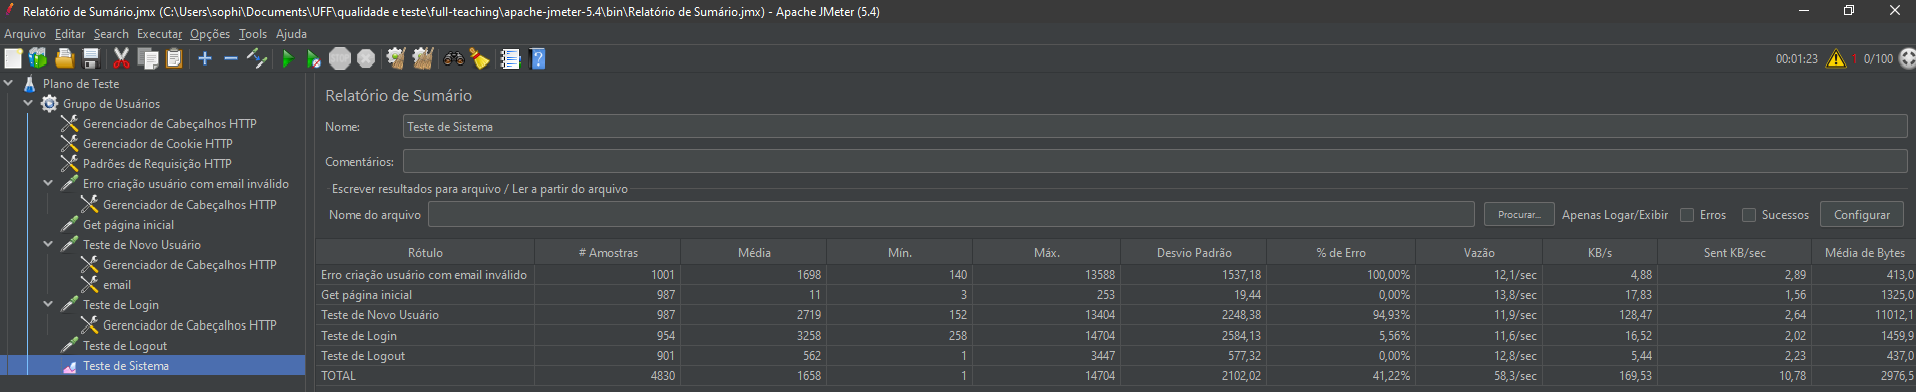 Relatório de Sumário.jmx (C:\Users\sophi\Documents\UFF\qualidade e teste\full-teaching\apache-jmeter-5.4\bin\Relatório de Sumário.jmx) - Apache JMeter (5.4)
Arquivo Editar Search Executar Opções Tools Ajuda
00:01:23 1 0/100
Plano de Teste
Grupo de Usuários
Gerenciador de Cabeçalhos HTTP
Gerenciador de Cookie HTTP
Padrões de Requisição HTTP
Erro criação usuário com email inválido
Gerenciador de Cabeçalhos HTTP
Get página inicial
Teste de Novo Usuário
Gerenciador de Cabeçalhos HTTP
email
Teste de Login
Gerenciador de Cabeçalhos HTTP
Teste de Logout
Teste de Sistema
Relatório de Sumário
Nome: Teste de Sistema
Comentários:
Escrever resultados para arquivo / Ler a partir do arquivo
Nome do arquivo Procurar... Apenas Logar/Exibir Erros Sucessos Configurar
Rótulo # Amostras Média Mín. Máx. Desvio Padrão % de Erro Vazão KB/s Sent KB/sec Média de Bytes
Erro criação usuário com email inválido 1001 1698 140 13588 1537,18 100,00% 12,1/sec 4,88 2,89 413,0
Get página inicial 987 11 3 253 19,44 0,00% 13,8/sec 17,83 1,56 1325,0
Teste de Novo Usuário 987 2719 152 13404 2248,38 94,93% 11,9/sec 128,47 2,64 11012,1
Teste de Login 954 3258 258 14704 2584,13 5,56% 11,6/sec 16,52 2,02 1459,9
Teste de Logout 901 562 1 3447 577,32 0,00% 12,8/sec 5,44 2,23 437,0
TOTAL 4830 1658 1 14704 2102,02 41,22% 58,3/sec 169,53 10,78 2976,5